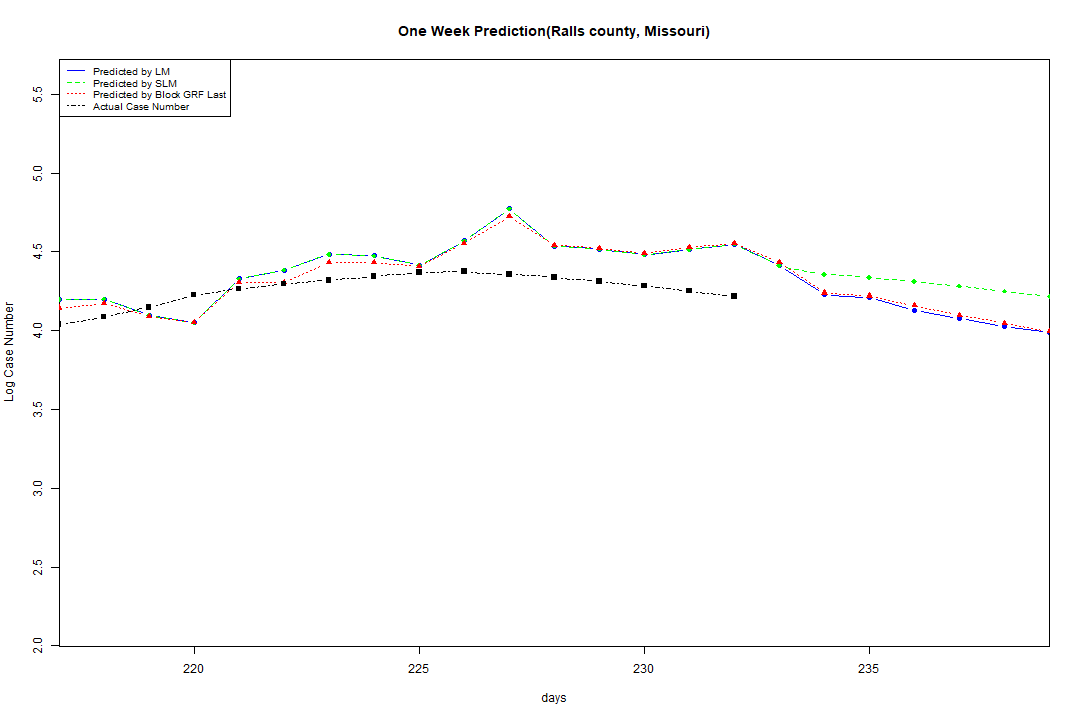 One Week Prediction(Ralls county, Missouri)
Predicted by LM
Predicted by SLM
Predicted by Block GRF Last
Actual Case Number
5.5
5.0
4.5
4.0
3.5
3.0
2.5
2.0
Log Case Number
220
225
230
235
days